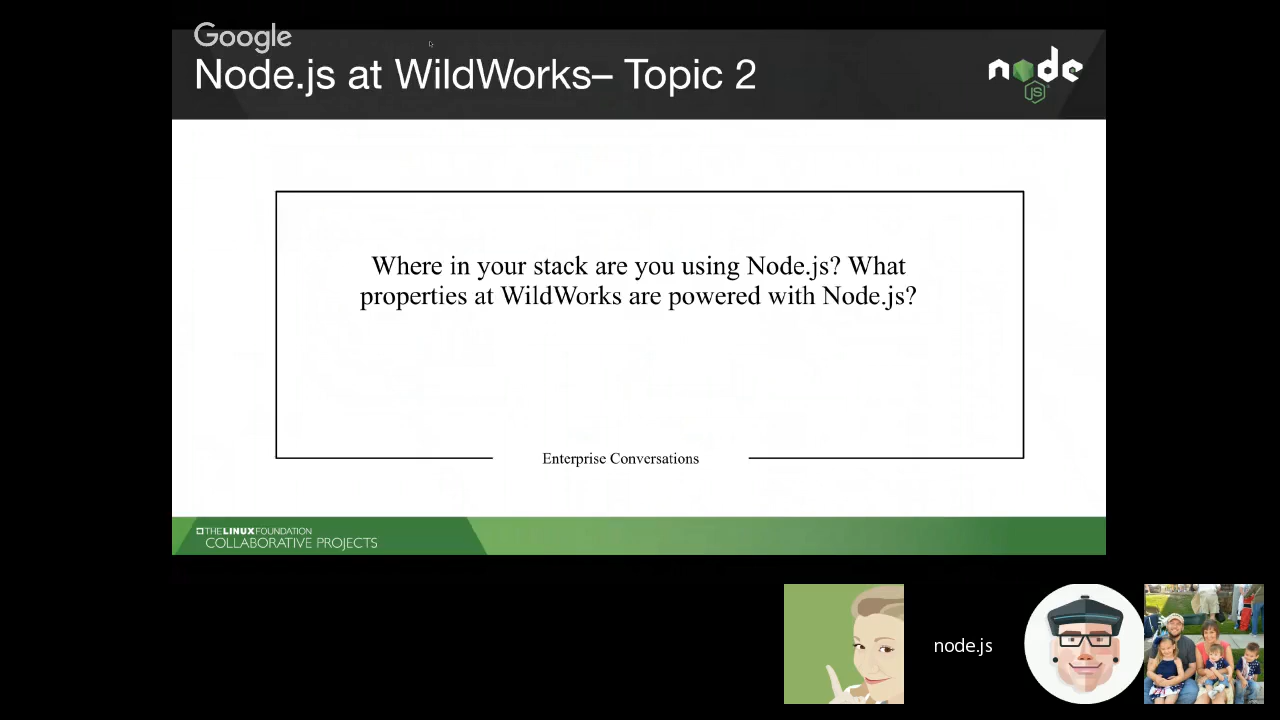 Google
Node.js at WildWorks– Topic 2
node
JS
Where in your stack are you using Node.js? What
properties at WildWorks are powered with Node.js?
Enterprise Conversations
THE LINUX FOUNDATION
COLLABORATIVE PROJECTS
node.js